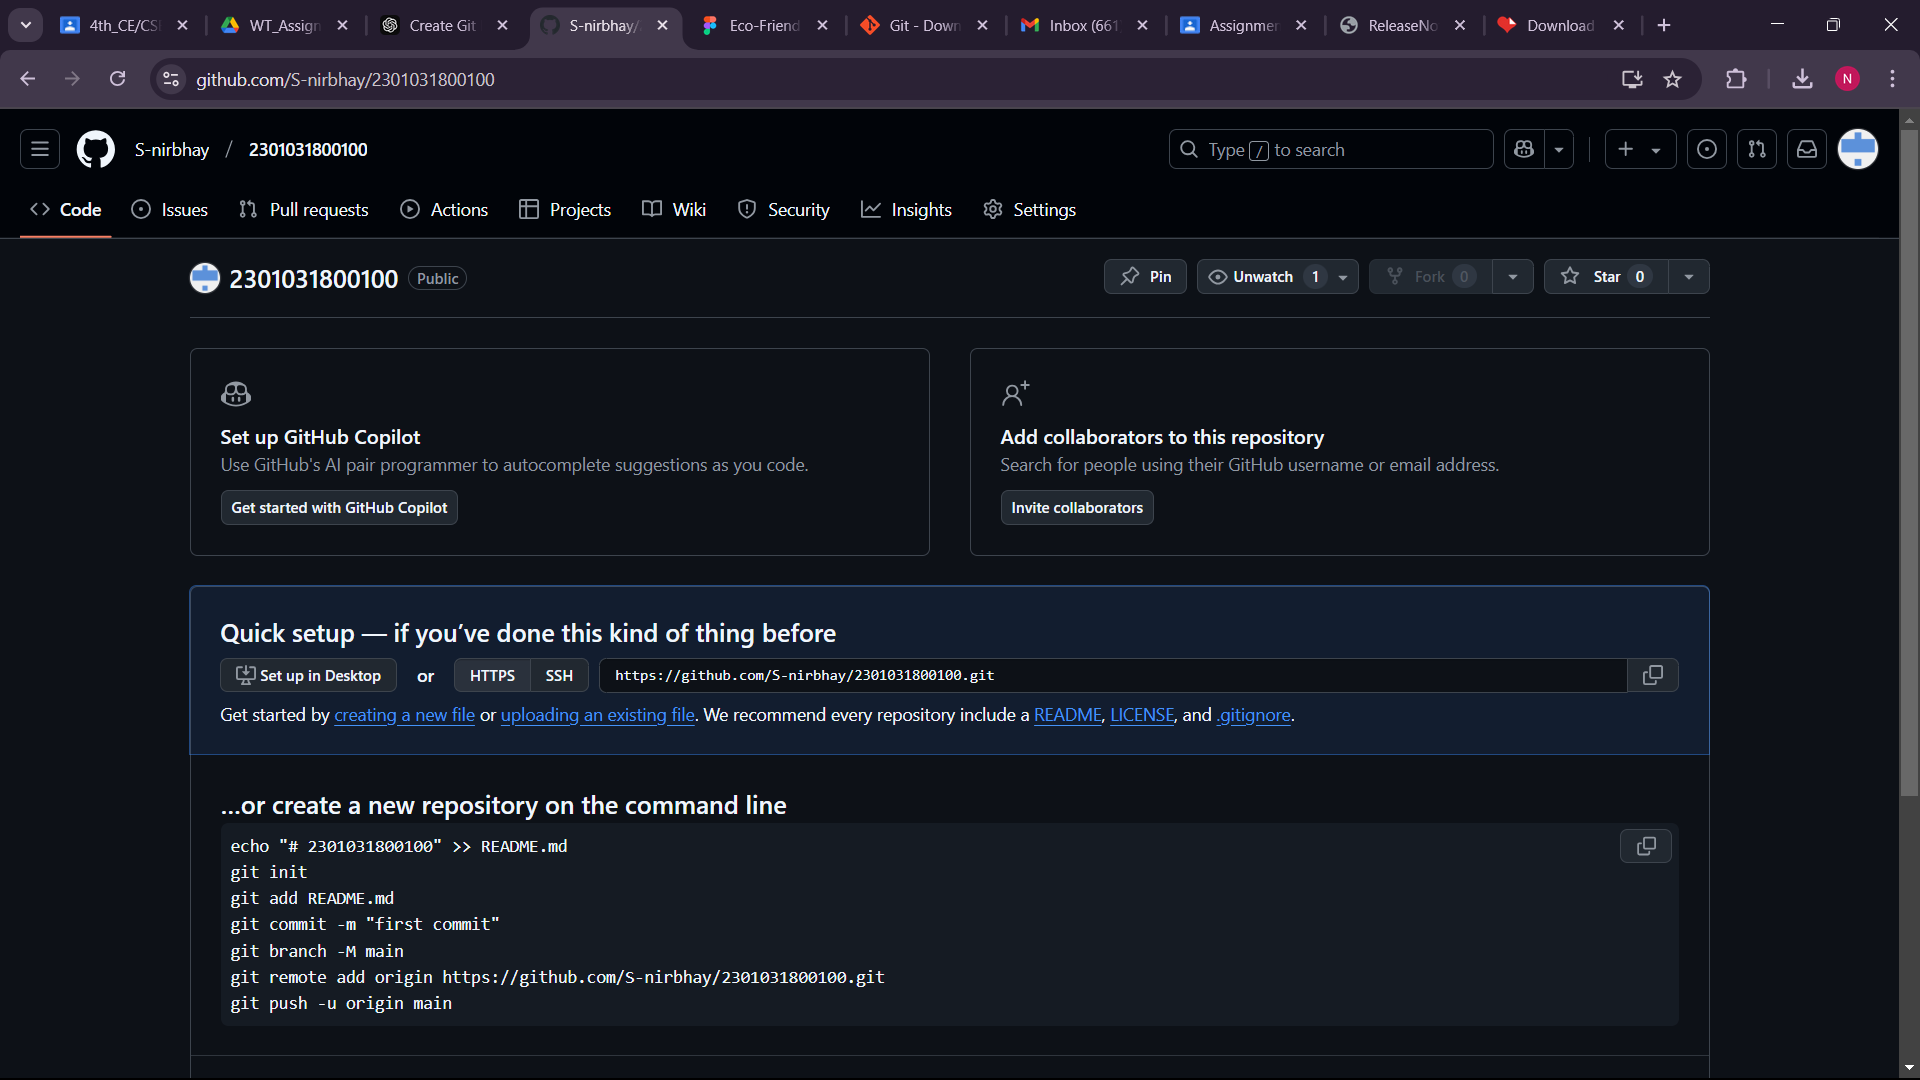 4th_CE/CS
WT_Assign
Create Git
S-nirbhay/
Eco-Friend
Git - Down
Inbox (661
Assignmen
ReleaseNo
Download
github.com/S-nirbhay/2301031800100
N
S-nirbhay / 2301031800100
Type / to search
Code
Issues
Pull requests
Actions
Projects
Wiki
Security
Insights
Settings
2301031800100 Public
Pin
Unwatch 1
Fork 0
Star 0
Set up GitHub Copilot
Use GitHub's AI pair programmer to autocomplete suggestions as you code.
Get started with GitHub Copilot
Add collaborators to this repository
Search for people using their GitHub username or email address.
Invite collaborators
Quick setup — if you’ve done this kind of thing before
Set up in Desktop or HTTPS SSH https://github.com/S-nirbhay/2301031800100.git
Get started by creating a new file or uploading an existing file. We recommend every repository include a README, LICENSE, and .gitignore.
…or create a new repository on the command line
echo "# 2301031800100" >> README.md
git init
git add README.md
git commit -m "first commit"
git branch -M main
git remote add origin https://github.com/S-nirbhay/2301031800100.git
git push -u origin main